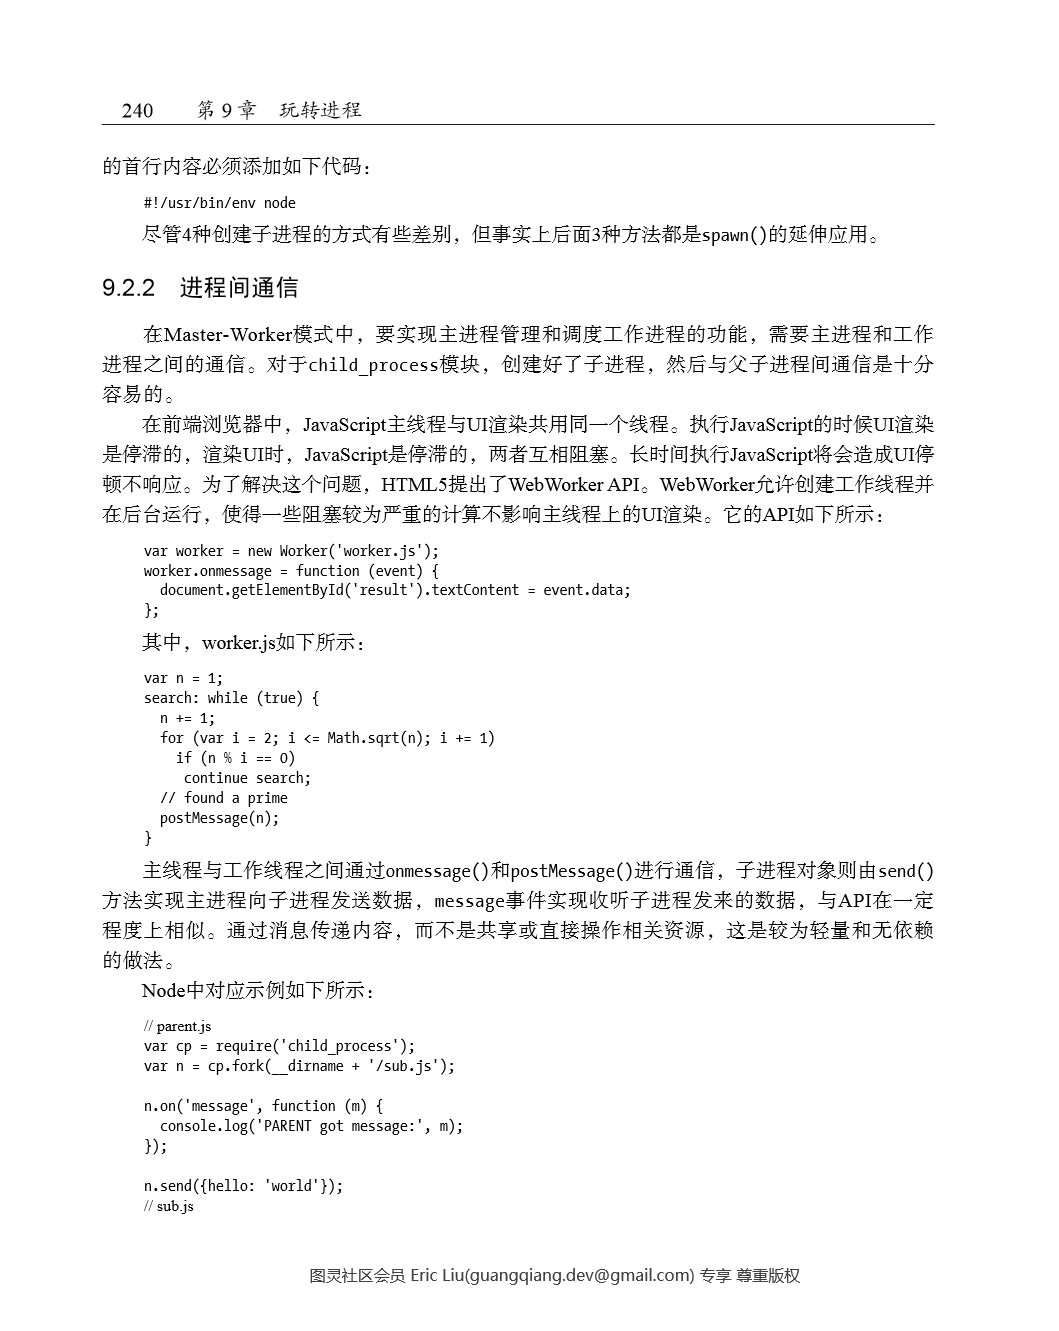 240 第 9 章 玩转进程
的首行内容必须添加如下代码：
#!/usr/bin/env node
尽管4种创建子进程的方式有些差别，但事实上后面3种方法都是spawn()的延伸应用。
9.2.2 进程间通信
在Master-Worker模式中，要实现主进程管理和调度工作进程的功能，需要主进程和工作
进程之间的通信。对于child_process模块，创建好了子进程，然后与父子进程间通信是十分
容易的。
在前端浏览器中，JavaScript主线程与UI渲染共用同一个线程。执行JavaScript的时候UI渲染
是停滞的，渲染UI时，JavaScript是停滞的，两者互相阻塞。长时间执行JavaScript将会造成UI停
顿不响应。为了解决这个问题，HTML5提出了WebWorker API。WebWorker允许创建工作线程并
在后台运行，使得一些阻塞较为严重的计算不影响主线程上的UI渲染。它的API如下所示：
var worker = new Worker('worker.js');
worker.onmessage = function (event) {
  document.getElementById('result').textContent = event.data;
};
其中，worker.js如下所示：
var n = 1;
search: while (true) {
  n += 1;
  for (var i = 2; i <= Math.sqrt(n); i += 1)
    if (n % i == 0)
     continue search;
  // found a prime
  postMessage(n);
}
主线程与工作线程之间通过onmessage()和postMessage()进行通信，子进程对象则由send()
方法实现主进程向子进程发送数据，message事件实现收听子进程发来的数据，与API在一定
程度上相似。通过消息传递内容，而不是共享或直接操作相关资源，这是较为轻量和无依赖
的做法。
Node中对应示例如下所示：
// parent.js
var cp = require('child_process');
var n = cp.fork(__dirname + '/sub.js');
n.on('message', function (m) {
  console.log('PARENT got message:', m);
});
n.send({hello: 'world'});
// sub.js
图灵社区会员 Eric Liu(guangqiang.dev@gmail.com) 专享 尊重版权